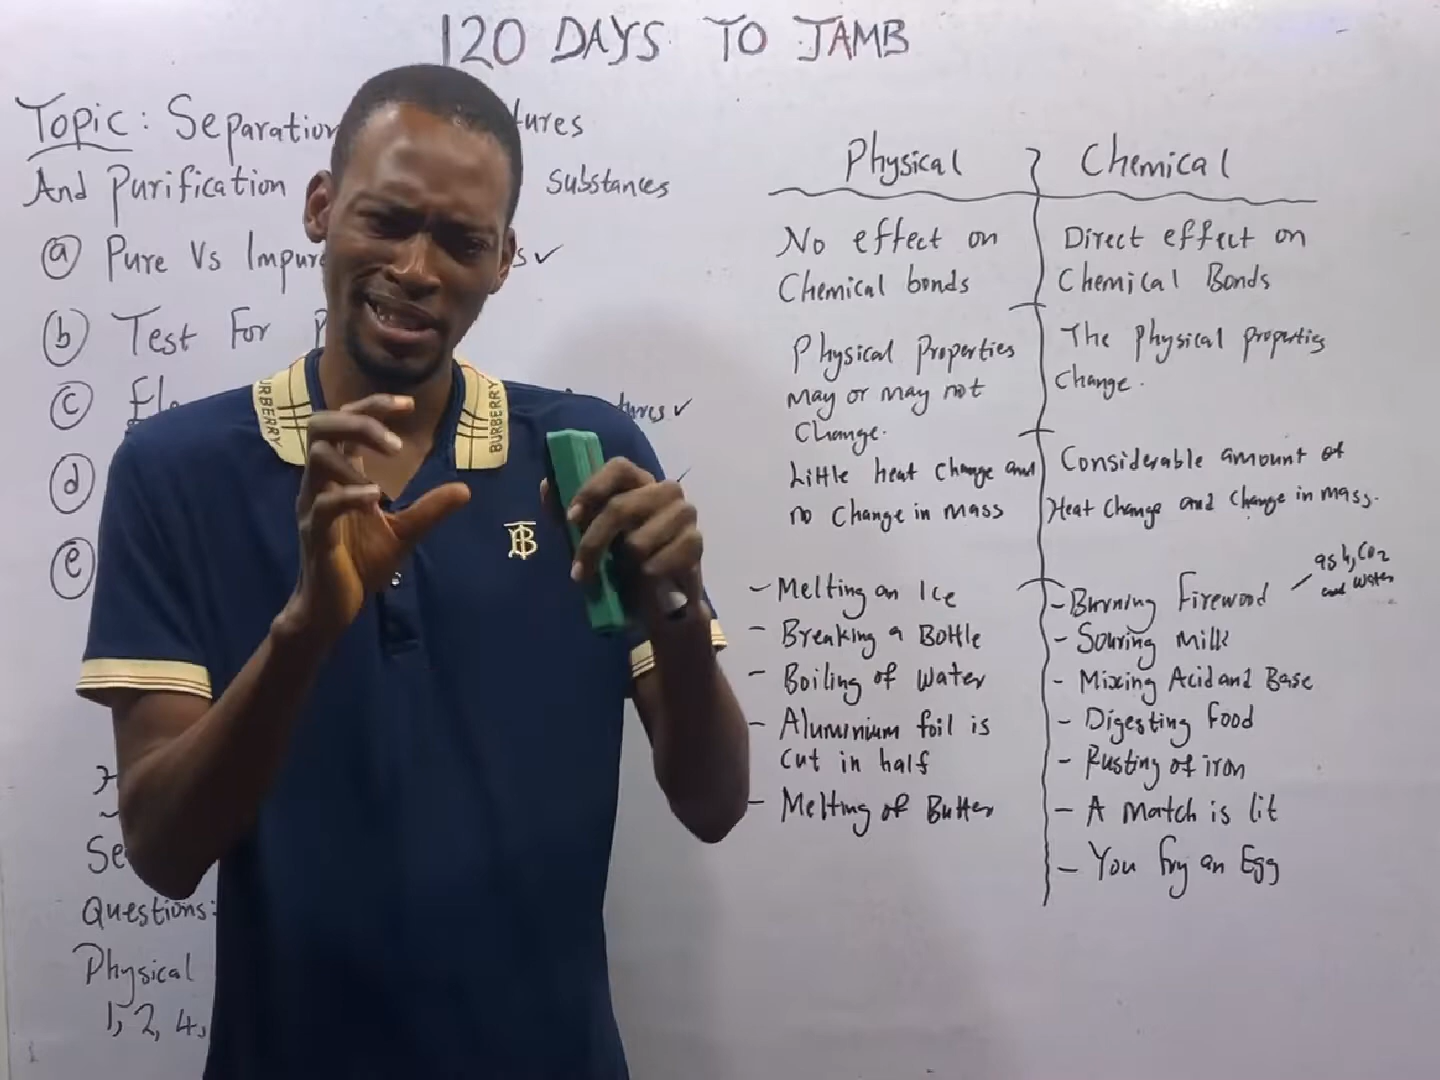 120 DAYS TO JAMB
Topic: Separation tures
And Purification Substances
(a) Pure Vs Impure s ✓
(b) Test For P
(c) Ele tures ✓
(d)
(e)
Se
Questions:
Physical
1, 2, 4,
BURBERRY
BURBERRY
Physical
No effect on
Chemical bonds
Physical Properties
may or may not
Change.
Little heat change and
no change in mass
- Melting an Ice
- Breaking a Bottle
- Boiling of Water
- Aluminium foil is
cut in half
- Melting of Butter
Chemical
Direct effect on
Chemical Bonds
The physical properties
Change.
Considerable amount of
Heat Change and change in mass.
- Burning Firewood
ash, CO2
and water
- Souring Milk
- Mixing Acid and Base
- Digesting Food
- Rusting of iron
- A Match is lit
- You fry an Egg